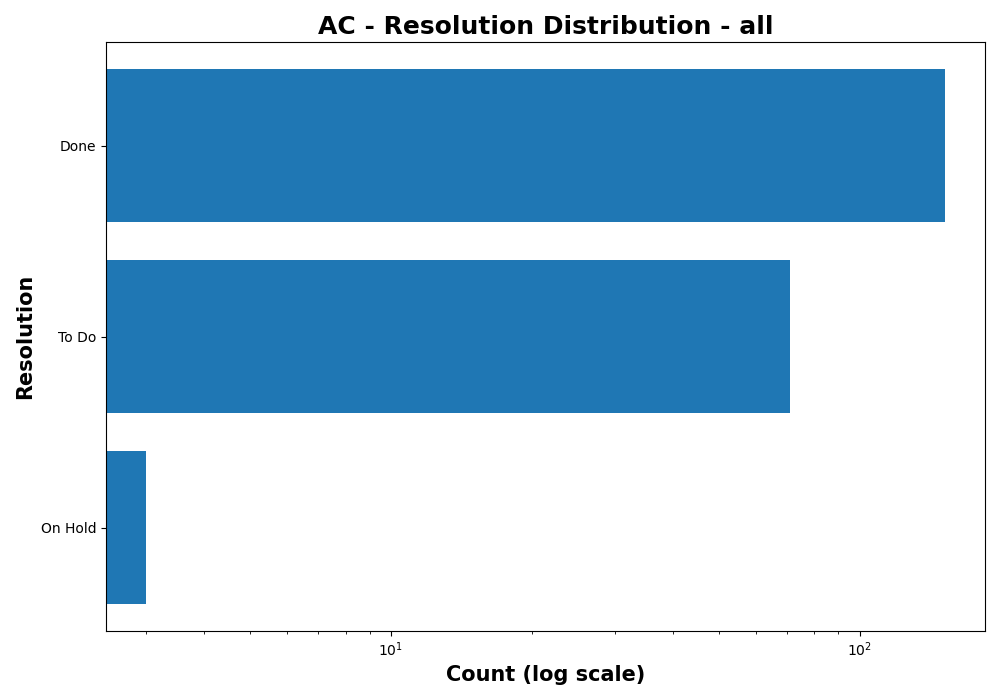 AC - Resolution Distribution - all
Done
To Do
On Hold
Resolution
10¹
10²
Count (log scale)